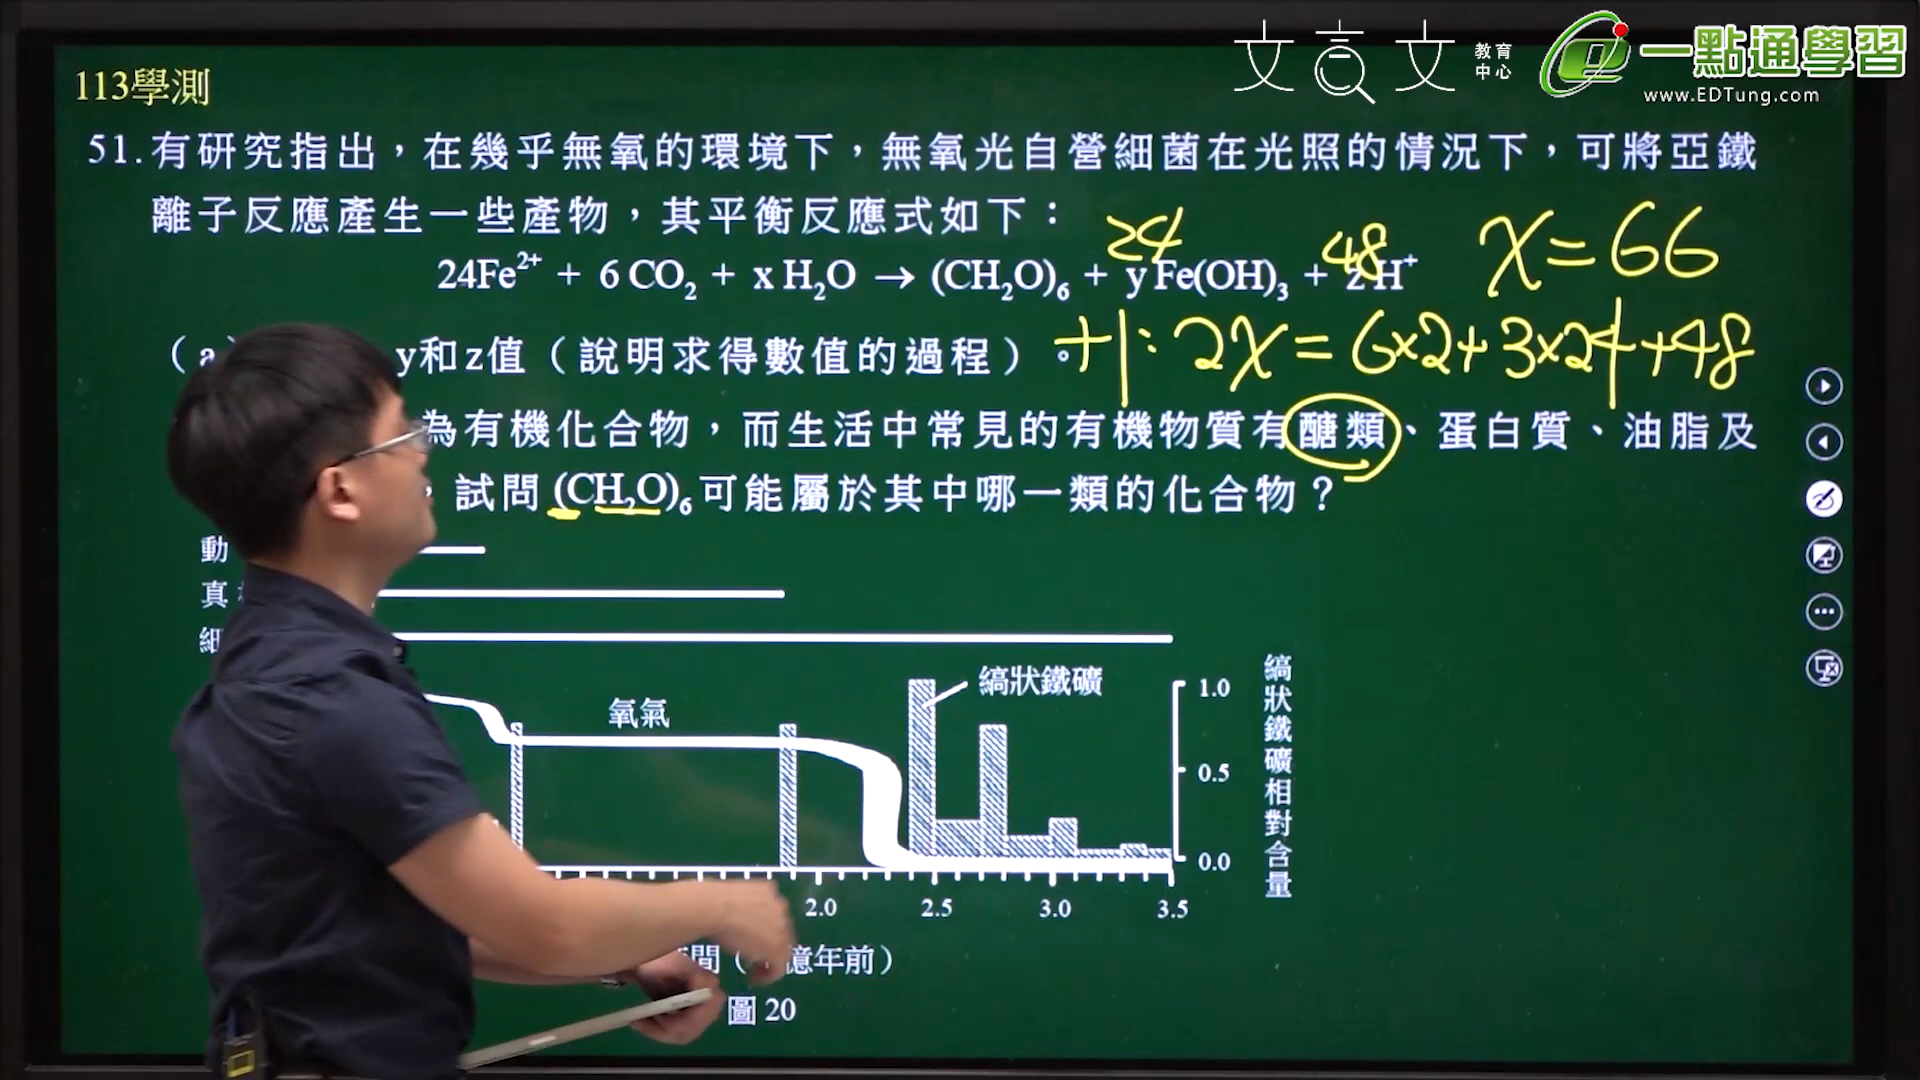 文言文 教育中心
一點通學習
www.EDTung.com
113學測
51.有研究指出，在幾乎無氧的環境下，無氧光自營細菌在光照的情況下，可將亞鐵
離子反應產生一些產物，其平衡反應式如下：
24 48 x=66
24Fe²⁺ + 6 CO₂ + x H₂O → (CH₂O)₆ + y Fe(OH)₃ + z H⁺
（a y和z值（說明求得數值的過程）。
+H: 2x=6×2+3×24+48
為有機化合物，而生活中常見的有機物質有醣類、蛋白質、油脂及
，試問(CH₂O)₆可能屬於其中哪一類的化合物？
動
真
細
縞狀鐵礦
氧氣
1.0
0.5
0.0
縞狀鐵礦相對含量
2.0 2.5 3.0 3.5
間（ 億年前）
圖 20